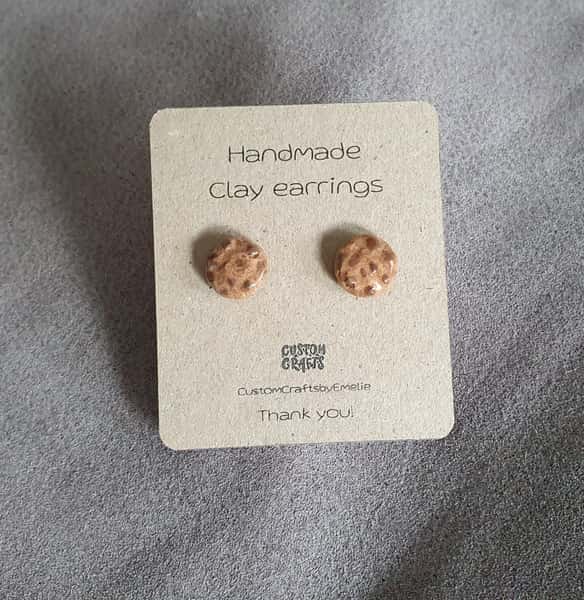 Handmade
Clay earrings
CUSTOM
CRAFTS
CustomCraftsbyEmelie
Thank you!